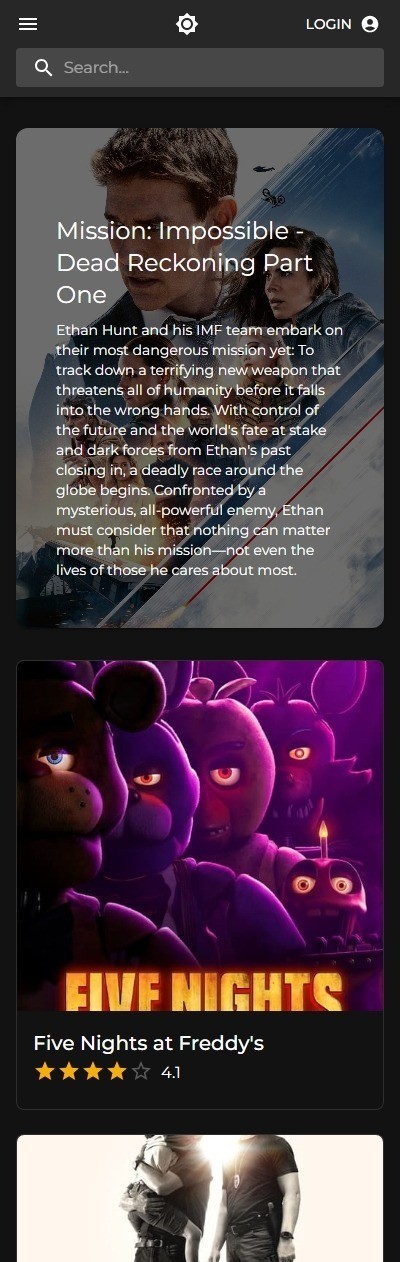 LOGIN
Search...
Mission: Impossible -
Dead Reckoning Part
One
Ethan Hunt and his IMF team embark on
their most dangerous mission yet: To
track down a terrifying new weapon that
threatens all of humanity before it falls
into the wrong hands. With control of
the future and the world's fate at stake
and dark forces from Ethan's past
closing in, a deadly race around the
globe begins. Confronted by a
mysterious, all-powerful enemy, Ethan
must consider that nothing can matter
more than his mission—not even the
lives of those he cares about most.
FIVE NIGHTS
Five Nights at Freddy's
4.1